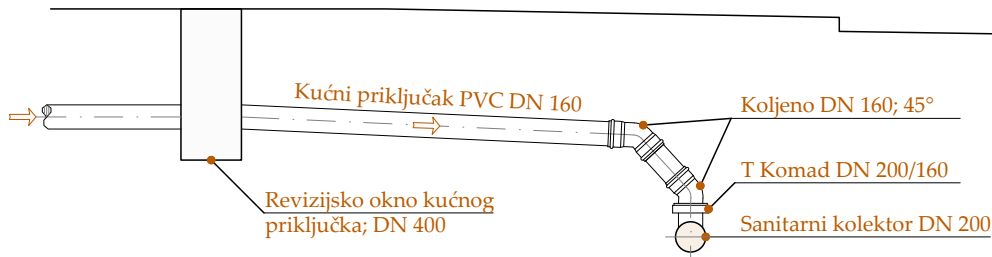 Kućni priključak PVC DN 160
Koljeno DN 160; 45°
T Komad DN 200/160
Revizijsko okno kućnog
priključka; DN 400
Sanitarni kolektor DN 200